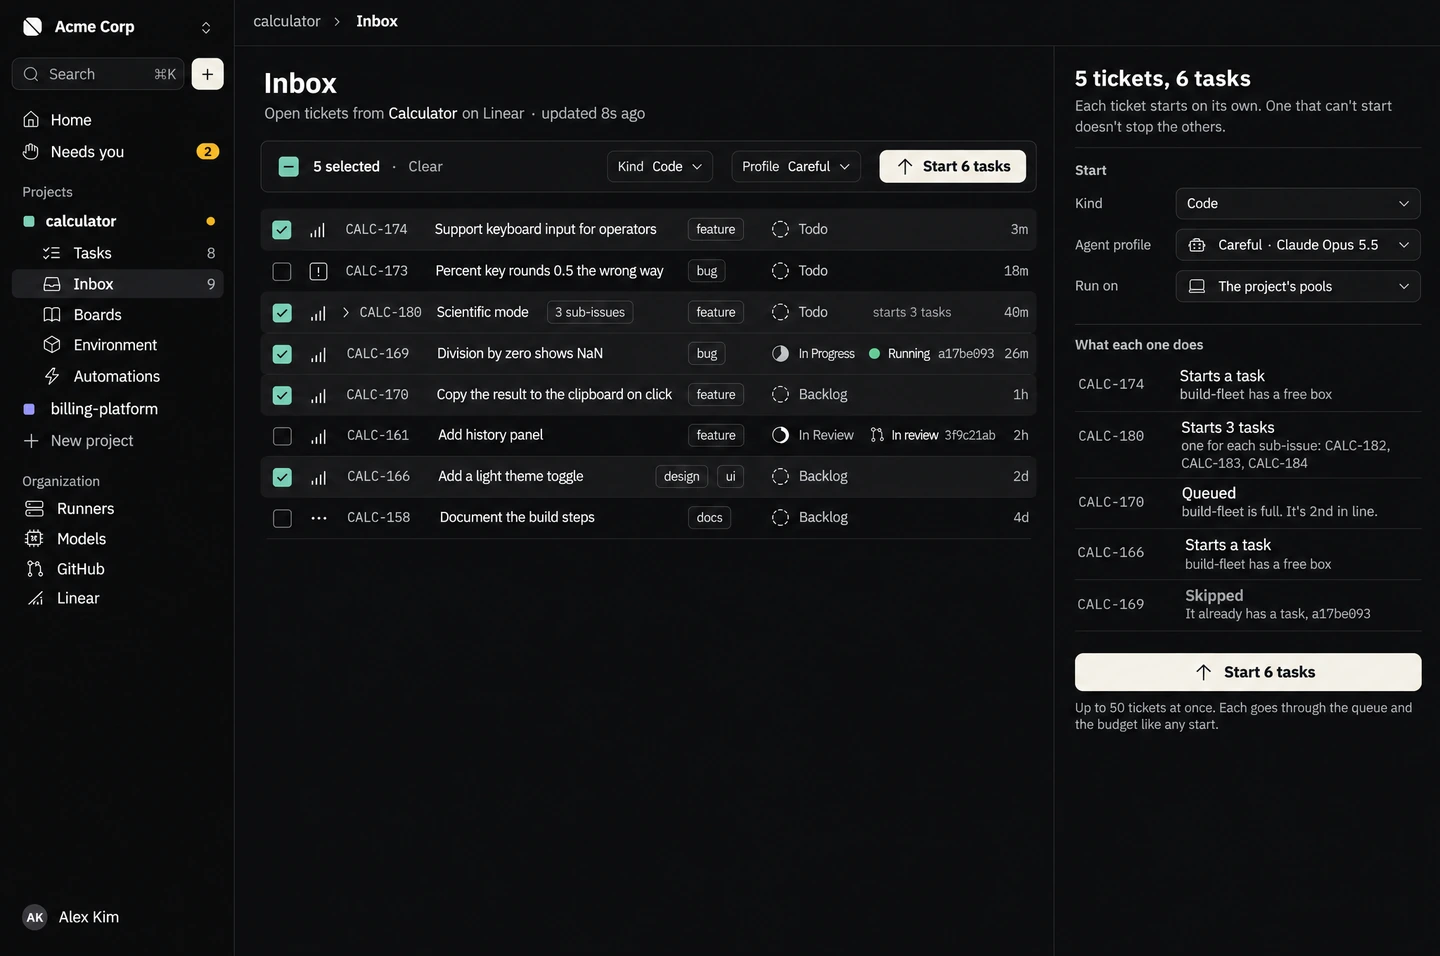 Acme Corp
Search ⌘K +
Home
Needs you 2
Projects
calculator
Tasks 8
Inbox 9
Boards
Environment
Automations
billing-platform
New project
Organization
Runners
Models
GitHub
Linear
AK Alex Kim
calculator > Inbox
Inbox
Open tickets from Calculator on Linear · updated 8s ago
5 selected · Clear Kind Code Profile Careful Start 6 tasks
CALC-174 Support keyboard input for operators feature Todo 3m
CALC-173 Percent key rounds 0.5 the wrong way bug Todo 18m
CALC-180 Scientific mode 3 sub-issues feature Todo starts 3 tasks 40m
CALC-169 Division by zero shows NaN bug In Progress Running a17be093 26m
CALC-170 Copy the result to the clipboard on click feature Backlog 1h
CALC-161 Add history panel feature In Review In review 3f9c21ab 2h
CALC-166 Add a light theme toggle design ui Backlog 2d
CALC-158 Document the build steps docs Backlog 4d
5 tickets, 6 tasks
Each ticket starts on its own. One that can't start
doesn't stop the others.
Start
Kind Code
Agent profile Careful · Claude Opus 5.5
Run on The project's pools
What each one does
CALC-174 Starts a task
build-fleet has a free box
CALC-180 Starts 3 tasks
one for each sub-issue: CALC-182,
CALC-183, CALC-184
CALC-170 Queued
build-fleet is full. It's 2nd in line.
CALC-166 Starts a task
build-fleet has a free box
CALC-169 Skipped
It already has a task, a17be093
Start 6 tasks
Up to 50 tickets at once. Each goes through the queue and
the budget like any start.